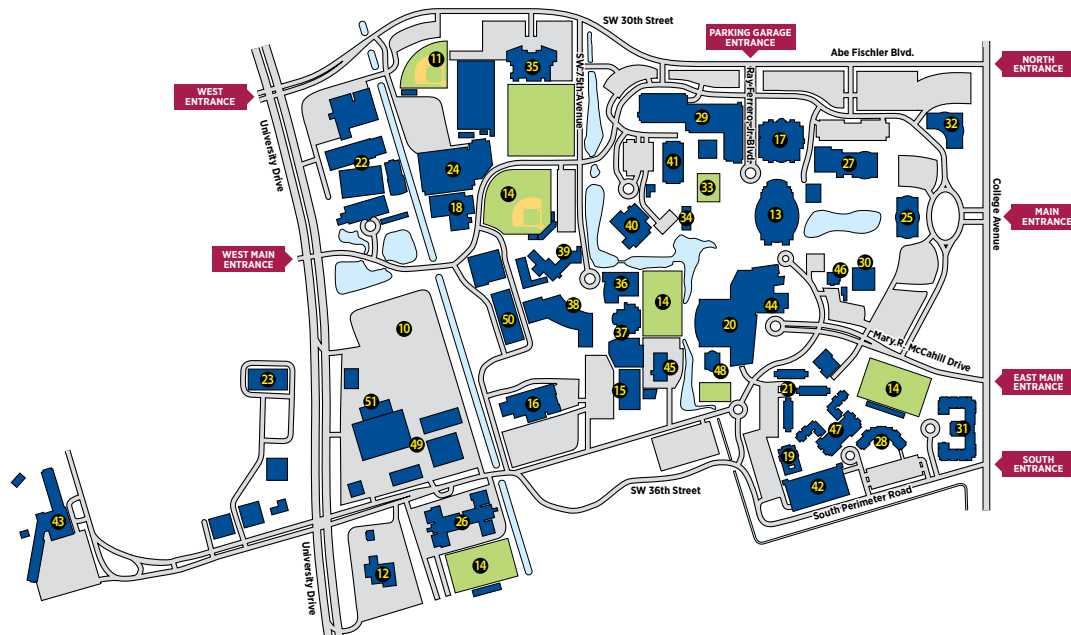 SW 30th Street
PARKING GARAGE
ENTRANCE
Abe Fischler Blvd.
NORTH
ENTRANCE
11
35
SW 75th Avenue
WEST
ENTRANCE
Ray Ferrero, Jr. Blvd.
29
32
University Drive
17
41
27
22
24
33
College Avenue
14
18
34
13
25
MAIN
ENTRANCE
40
WEST MAIN
ENTRANCE
39
46
30
36
14
44
10
50
38
37
20
Mary R. McCahill Drive
48
45
23
15
21
14
EAST MAIN
ENTRANCE
51
16
49
47
28
31
19
SOUTH
ENTRANCE
42
SW 36th Street
South Perimeter Road
43
26
University Drive
12
14